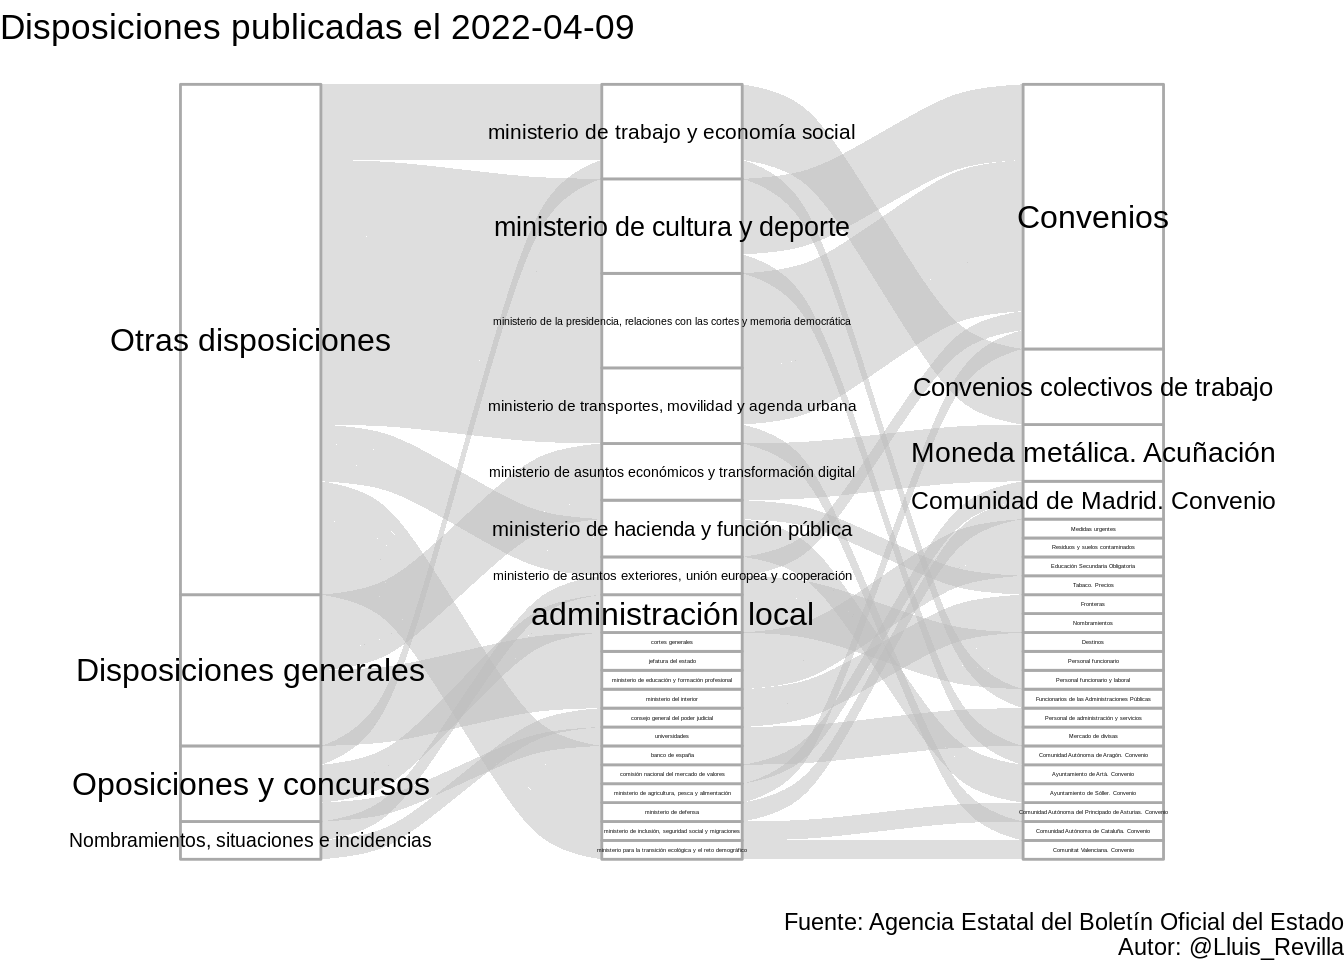 Disposiciones publicadas el 2022-04-09
Otras disposiciones
Disposiciones generales
Oposiciones y concursos
Nombramientos, situaciones e incidencias
ministerio de trabajo y economía social
ministerio de cultura y deporte
ministerio de la presidencia, relaciones con las cortes y memoria democrática
ministerio de transportes, movilidad y agenda urbana
ministerio de asuntos económicos y transformación digital
ministerio de hacienda y función pública
ministerio de asuntos exteriores, unión europea y cooperación
administración local
cortes generales
jefatura del estado
ministerio de educación y formación profesional
ministerio del interior
consejo general del poder judicial
universidades
banco de españa
comisión nacional del mercado de valores
ministerio de agricultura, pesca y alimentación
ministerio de defensa
ministerio de inclusión, seguridad social y migraciones
ministerio para la transición ecológica y el reto demográfico
Convenios
Convenios colectivos de trabajo
Moneda metálica. Acuñación
Comunidad de Madrid. Convenio
Medidas urgentes
Residuos y suelos contaminados
Educación Secundaria Obligatoria
Tabaco. Precios
Fronteras
Nombramientos
Destinos
Personal funcionario
Personal funcionario y laboral
Funcionarios de las Administraciones Públicas
Personal de administración y servicios
Mercado de divisas
Comunidad Autónoma de Aragón. Convenio
Ayuntamiento de Artà. Convenio
Ayuntamiento de Sóller. Convenio
Comunidad Autónoma del Principado de Asturias. Convenio
Comunidad Autónoma de Cataluña. Convenio
Comunitat Valenciana. Convenio
Fuente: Agencia Estatal del Boletín Oficial del Estado
Autor: @Lluis_Revilla